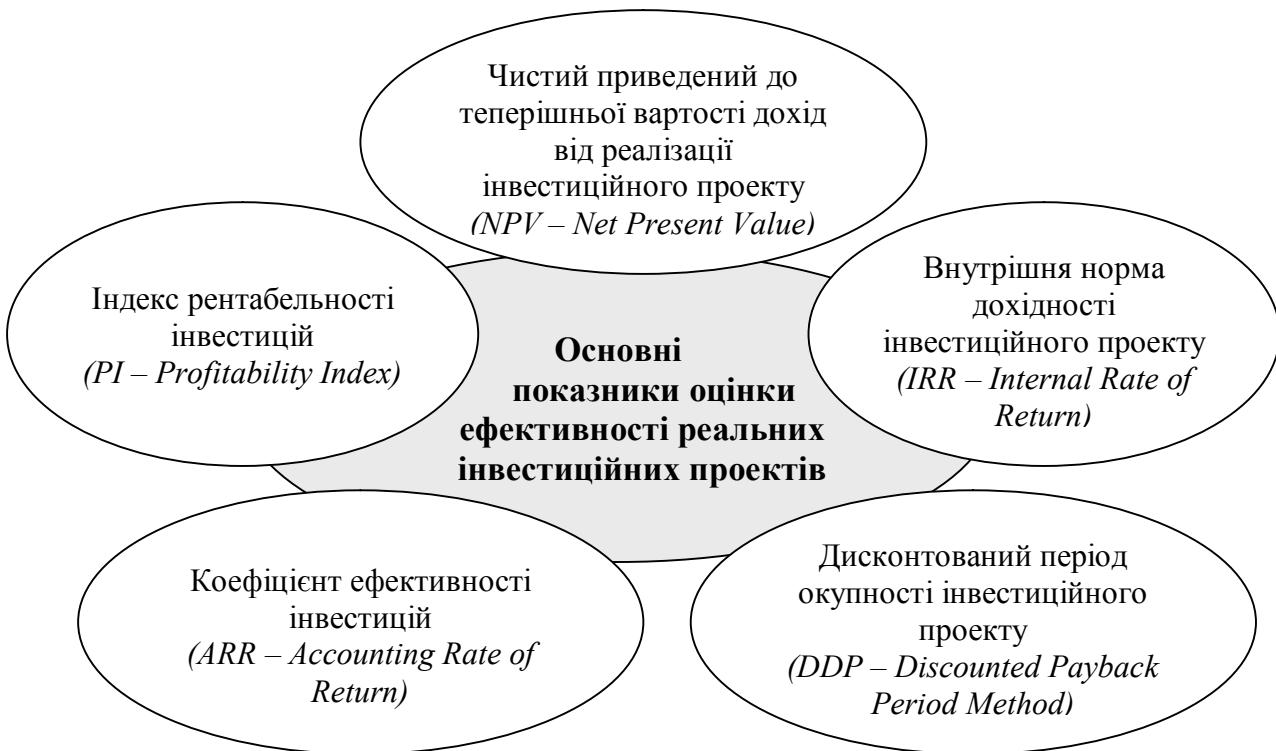 Чистий приведений до
теперішньої вартості дохід
від реалізації
інвестиційного проекту
(NPV – Net Present Value)
Індекс рентабельності
інвестицій
(PI – Profitability Index)
Внутрішня норма
дохідності
інвестиційного проекту
(IRR – Internal Rate of
Return)
Основні
показники оцінки
ефективності реальних
інвестиційних проектів
Коефіцієнт ефективності
інвестицій
(ARR – Accounting Rate of
Return)
Дисконтований період
окупності інвестиційного
проекту
(DDP – Discounted Payback
Period Method)